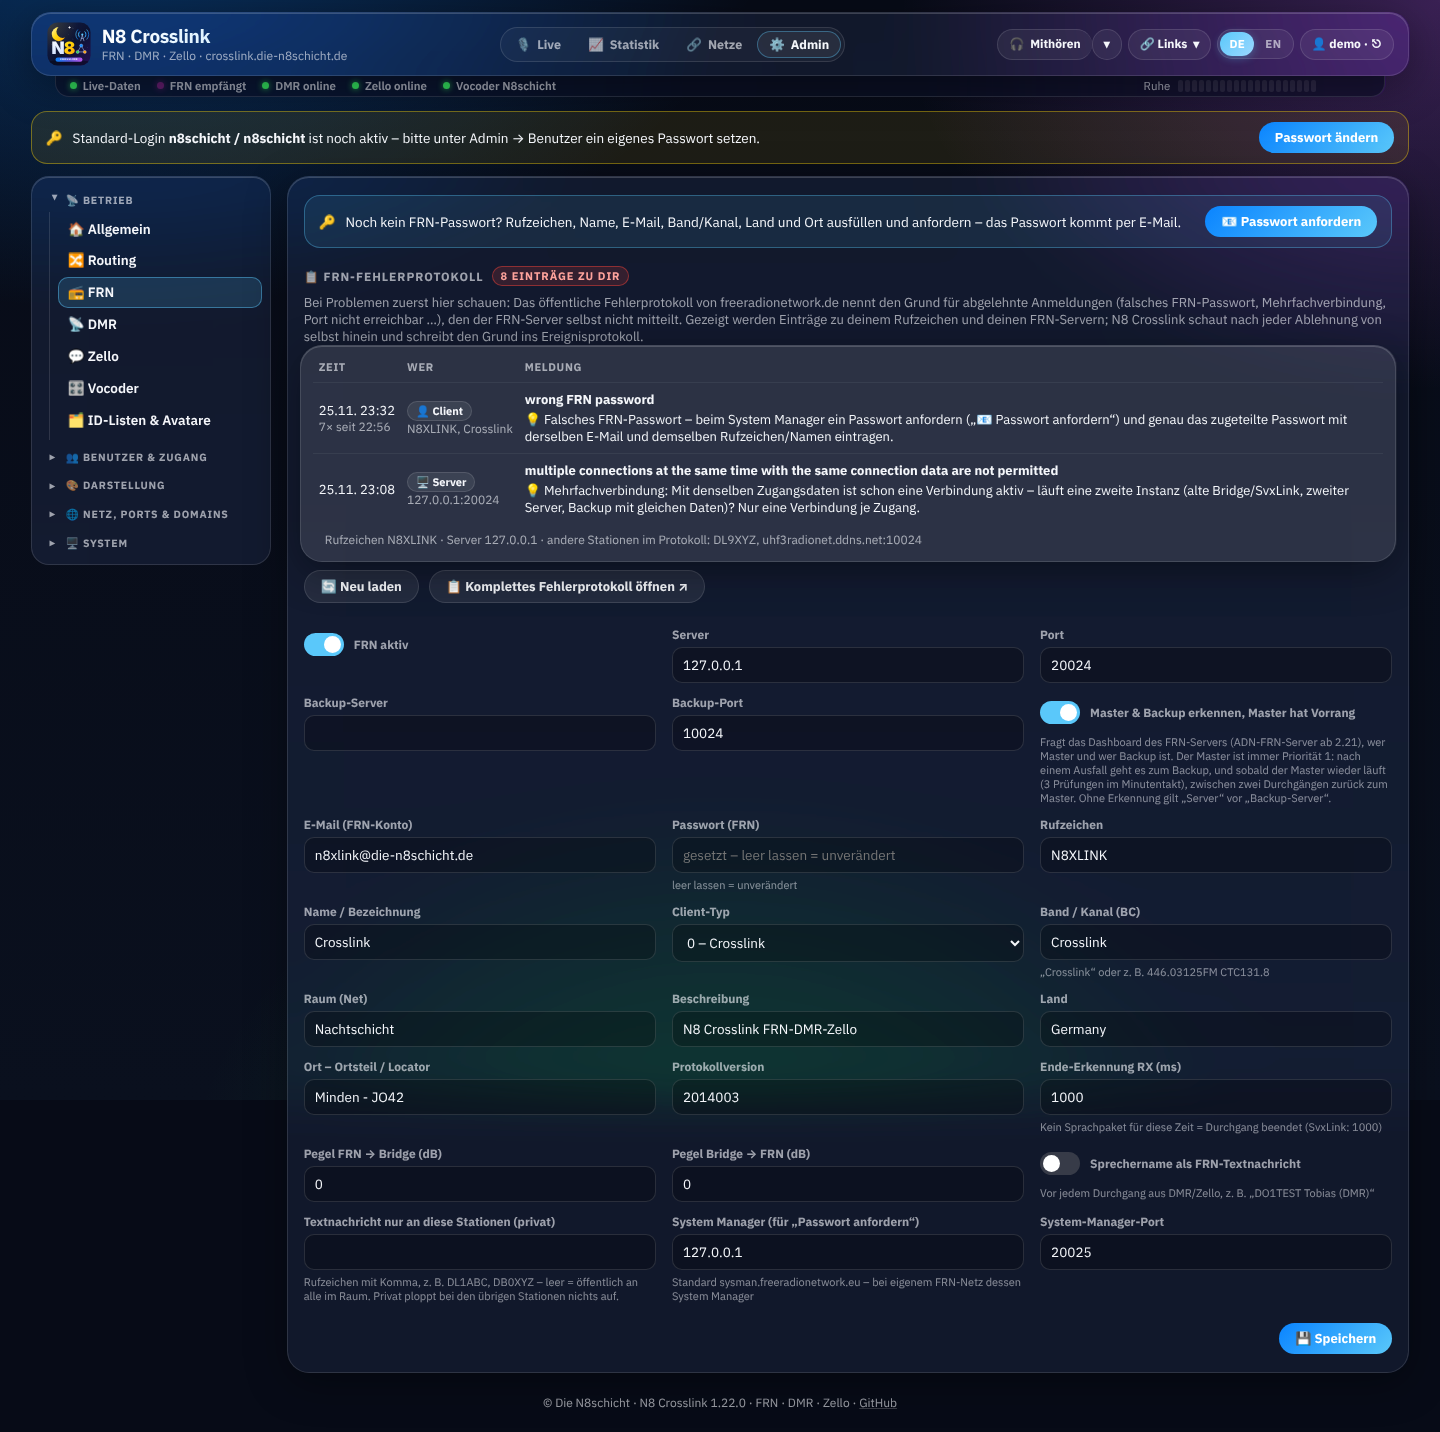 N8 Crosslink
FRN · DMR · Zello · crosslink.die-n8schicht.de
Live
Statistik
Netze
Admin
Mithören
▼
Links ▼
DE
EN
demo ·
Live-Daten
FRN empfängt
DMR online
Zello online
Vocoder N8schicht
Ruhe
Standard-Login n8schicht / n8schicht ist noch aktiv – bitte unter Admin → Benutzer ein eigenes Passwort setzen.
Passwort ändern
BETRIEB
Allgemein
Routing
FRN
DMR
Zello
Vocoder
ID-Listen & Avatare
BENUTZER & ZUGANG
DARSTELLUNG
NETZ, PORTS & DOMAINS
SYSTEM
Noch kein FRN-Passwort? Rufzeichen, Name, E-Mail, Band/Kanal, Land und Ort ausfüllen und anfordern – das Passwort kommt per E-Mail.
Passwort anfordern
FRN-FEHLERPROTOKOLL
8 EINTRÄGE ZU DIR
Bei Problemen zuerst hier schauen: Das öffentliche Fehlerprotokoll von freeradionetwork.de nennt den Grund für abgelehnte Anmeldungen (falsches FRN-Passwort, Mehrfachverbindung,
Port nicht erreichbar ...), den der FRN-Server selbst nicht mitteilt. Gezeigt werden Einträge zu deinem Rufzeichen und deinen FRN-Servern; N8 Crosslink schaut nach jeder Ablehnung von
selbst hinein und schreibt den Grund ins Ereignisprotokoll.
ZEIT
WER
MELDUNG
25.11. 23:32
7× seit 22:56
Client
N8XLINK, Crosslink
wrong FRN password
Falsches FRN-Passwort – beim System Manager ein Passwort anfordern („📧 Passwort anfordern“) und genau das zugeteilte Passwort mit
derselben E-Mail und demselben Rufzeichen/Namen eintragen.
25.11. 23:08
Server
127.0.0.1:20024
multiple connections at the same time with the same connection data are not permitted
Mehrfachverbindung: Mit denselben Zugangsdaten ist schon eine Verbindung aktiv – läuft eine zweite Instanz (alte Bridge/SvxLink, zweiter
Server, Backup mit gleichen Daten)? Nur eine Verbindung je Zugang.
Rufzeichen N8XLINK · Server 127.0.0.1 · andere Stationen im Protokoll: DL9XYZ, uhf3radionet.ddns.net:10024
Neu laden
Komplettes Fehlerprotokoll öffnen ↗
FRN aktiv
Server
127.0.0.1
Port
20024
Backup-Server
Backup-Port
10024
Master & Backup erkennen, Master hat Vorrang
Fragt das Dashboard des FRN-Servers (ADN-FRN-Server ab 2.21), wer
Master und wer Backup ist. Der Master ist immer Priorität 1: nach
einem Ausfall geht es zum Backup, und sobald der Master wieder läuft
(3 Prüfungen im Minutentakt), zwischen zwei Durchgängen zurück zum
Master. Ohne Erkennung gilt „Server“ vor „Backup-Server“.
E-Mail (FRN-Konto)
n8xlink@die-n8schicht.de
Passwort (FRN)
gesetzt – leer lassen = unverändert
leer lassen = unverändert
Rufzeichen
N8XLINK
Name / Bezeichnung
Crosslink
Client-Typ
0 – Crosslink
Band / Kanal (BC)
Crosslink
„Crosslink“ oder z. B. 446.03125FM CTC131.8
Raum (Net)
Nachtschicht
Beschreibung
N8 Crosslink FRN-DMR-Zello
Land
Germany
Ort – Ortsteil / Locator
Minden - JO42
Protokollversion
2014003
Ende-Erkennung RX (ms)
1000
Kein Sprachpaket für diese Zeit = Durchgang beendet (SvxLink: 1000)
Pegel FRN → Bridge (dB)
0
Pegel Bridge → FRN (dB)
0
Sprechername als FRN-Textnachricht
Vor jedem Durchgang aus DMR/Zello, z. B. „DO1TEST Tobias (DMR)“
Textnachricht nur an diese Stationen (privat)
Rufzeichen mit Komma, z. B. DL1ABC, DB0XYZ – leer = öffentlich an
alle im Raum. Privat ploppt bei den übrigen Stationen nichts auf.
System Manager (für „Passwort anfordern“)
127.0.0.1
Standard sysman.freeradionetwork.eu – bei eigenem FRN-Netz dessen
System Manager
System-Manager-Port
20025
Speichern
© Die N8schicht · N8 Crosslink 1.22.0 · FRN · DMR · Zello · GitHub